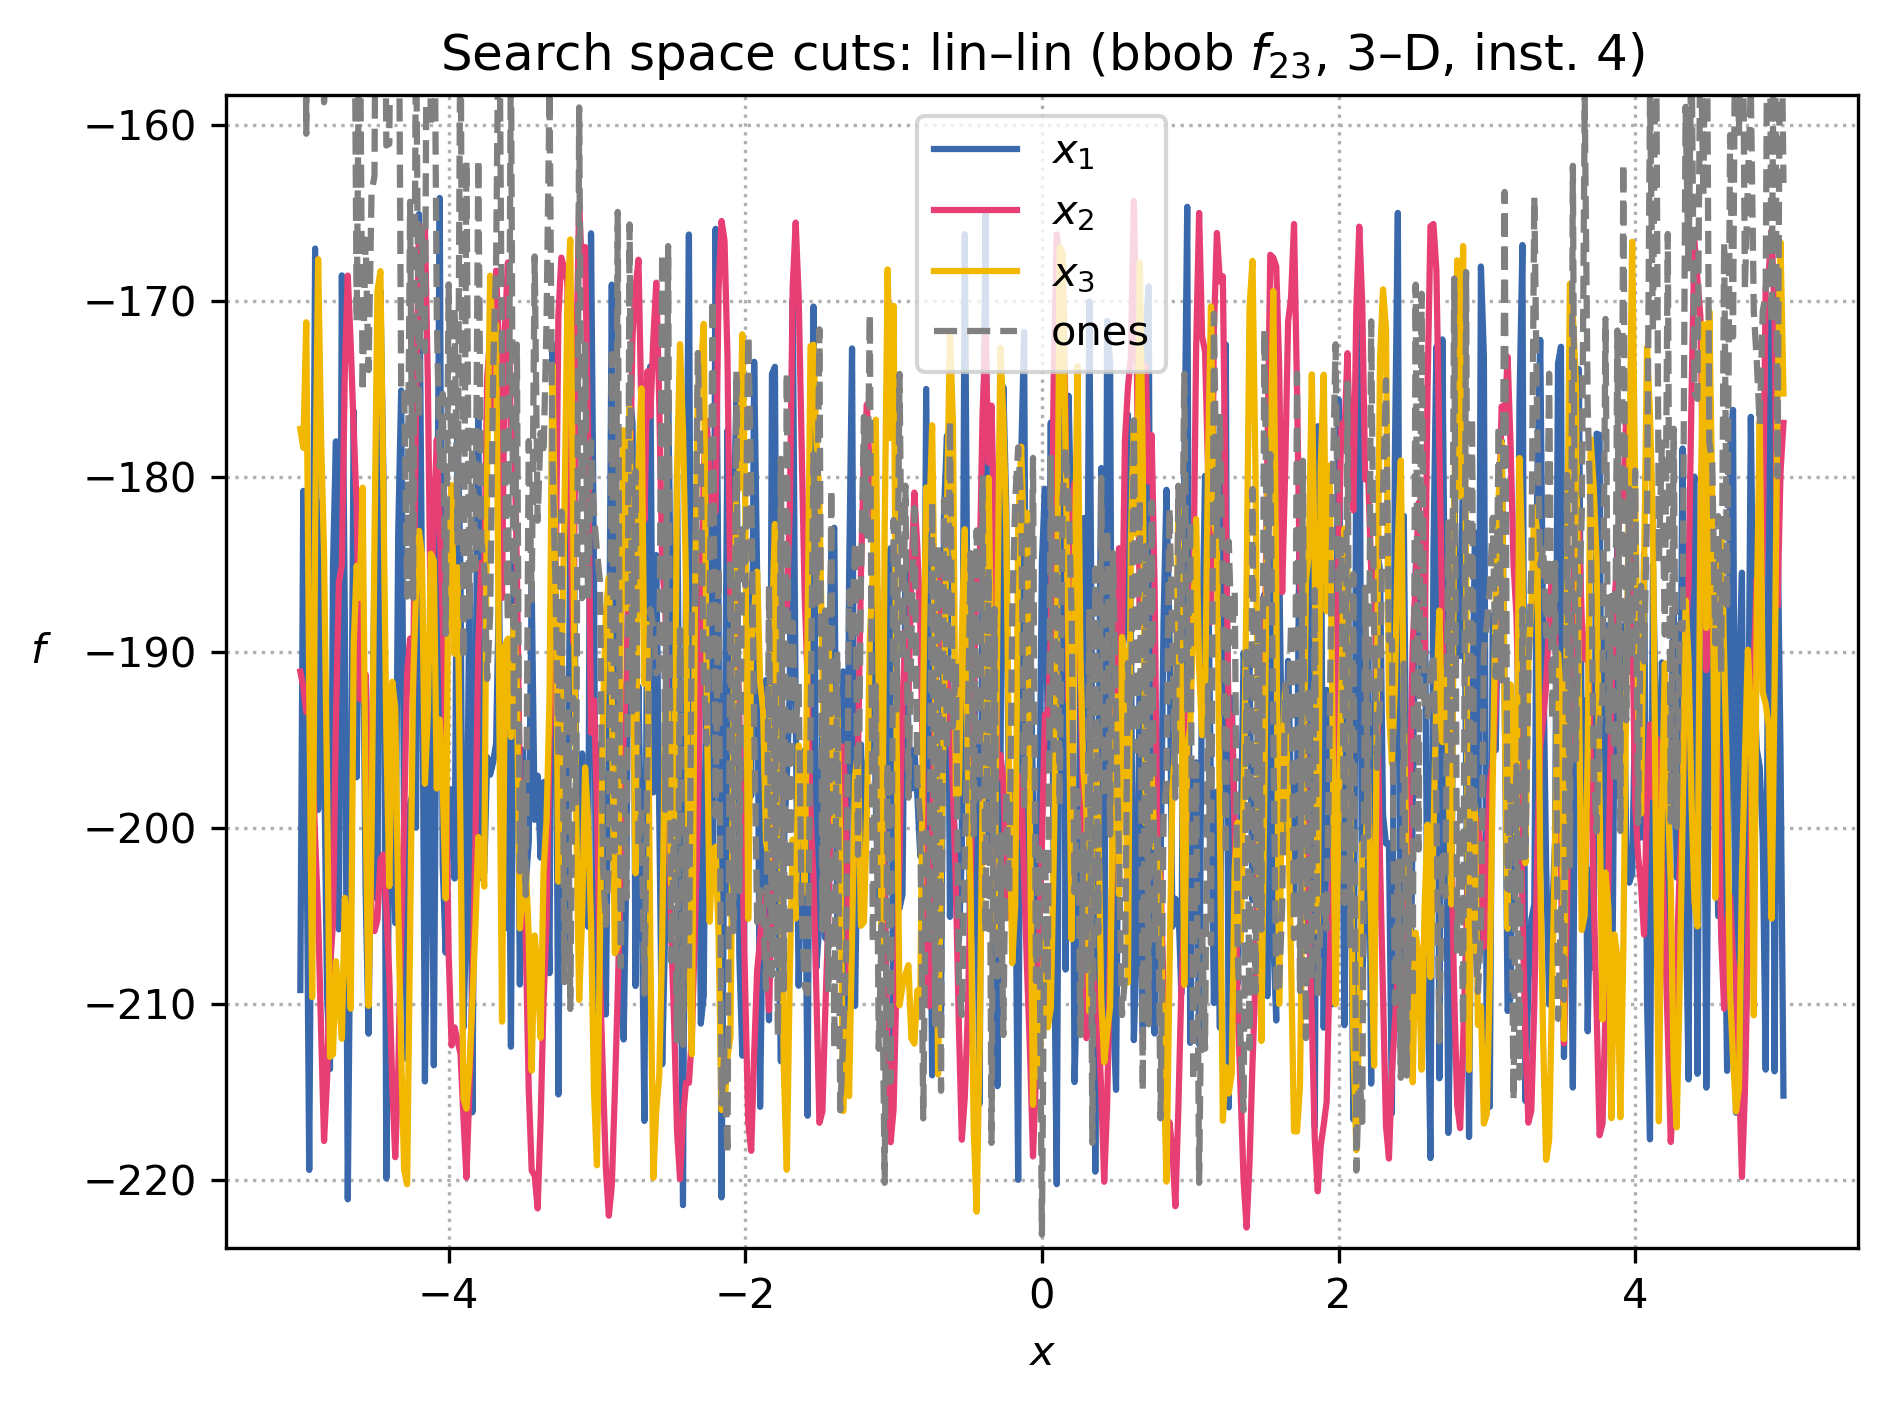 Search space cuts: lin–lin (bbob f₂₃, 3–D, inst. 4)
−160
−170
−180
−190
−200
−210
−220
f
x₁
x₂
x₃
ones
−4 −2 0 2 4
x